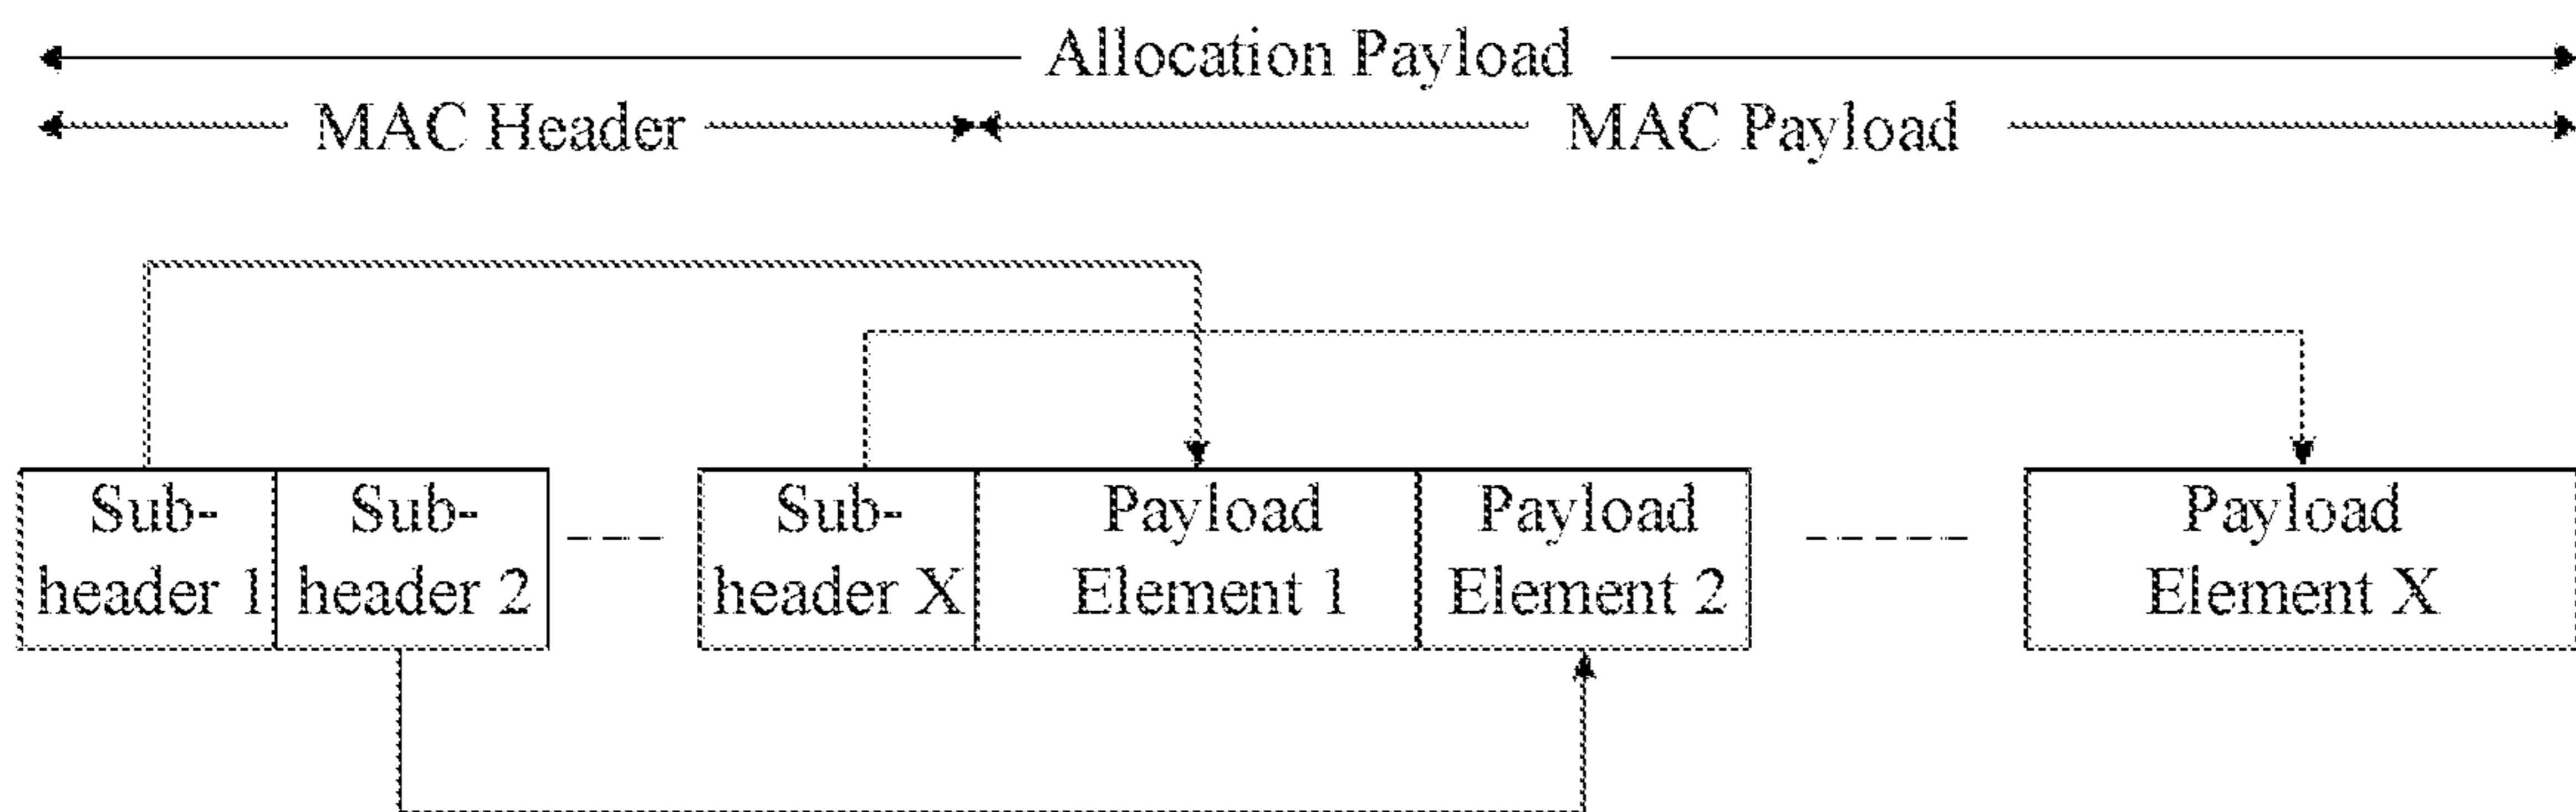 Allocation Payload
MAC Header MAC Payload
Sub- Sub- Sub- Payload Payload Payload
header 1 header 2 header X Element 1 Element 2 Element X